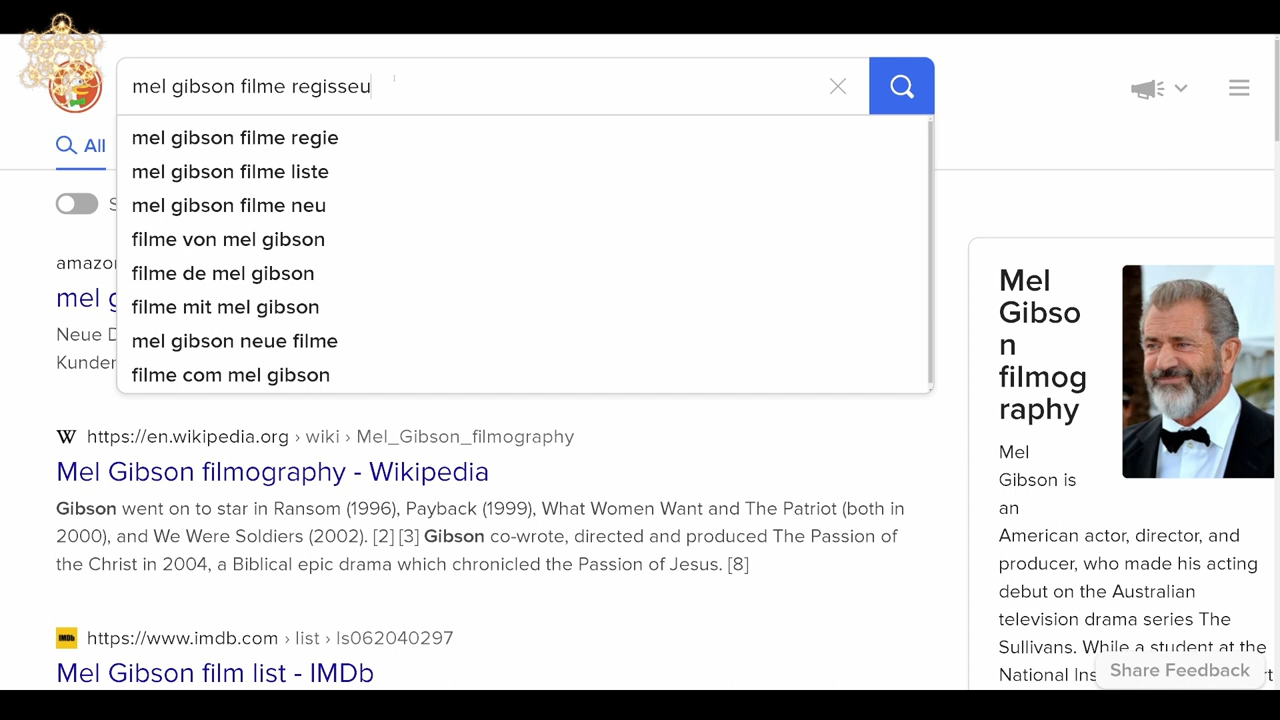 mel gibson filme regisseu
mel gibson filme regie
mel gibson filme liste
mel gibson filme neu
filme von mel gibson
filme de mel gibson
filme mit mel gibson
mel gibson neue filme
filme com mel gibson
All
S
amazo
mel g
Neue D
Kunden
https://en.wikipedia.org › wiki › Mel_Gibson_filmography
Mel Gibson filmography - Wikipedia
Gibson went on to star in Ransom (1996), Payback (1999), What Women Want and The Patriot (both in
2000), and We Were Soldiers (2002). [2] [3] Gibson co-wrote, directed and produced The Passion of
the Christ in 2004, a Biblical epic drama which chronicled the Passion of Jesus. [8]
IMDb
https://www.imdb.com › list › ls062040297
Mel Gibson film list - IMDb
Mel
Gibso
n
filmog
raphy
Mel
Gibson is
an
American actor, director, and
producer, who made his acting
debut on the Australian
television drama series The
Sullivans. While a student at the
National Ins
Share Feedback